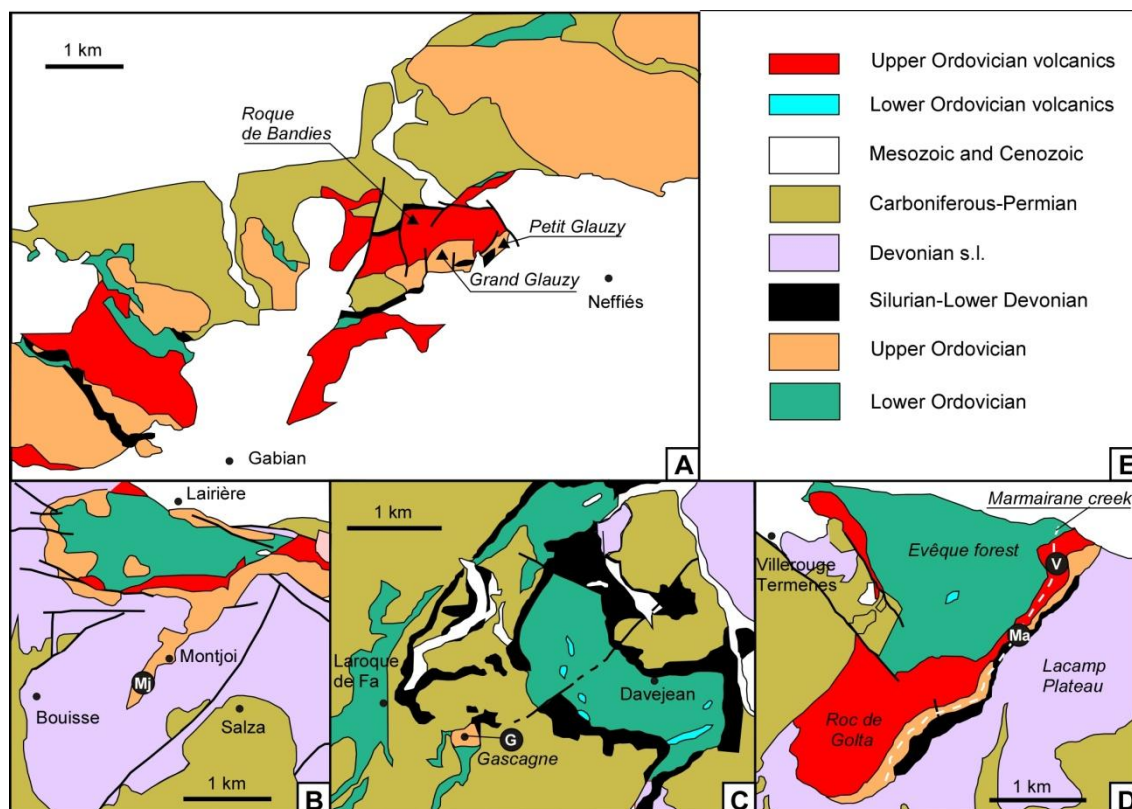 1 km
Roque
de Bandies
Petit Glauzy
Grand Glauzy
Neffiés
Gabian
A
Upper Ordovician volcanics
Lower Ordovician volcanics
Mesozoic and Cenozoic
Carboniferous-Permian
Devonian s.l.
Silurian-Lower Devonian
Upper Ordovician
Lower Ordovician
E
Lairière
Montjoi
Mj
Bouisse
Salza
1 km
B
1 km
Laroque
de Fa
Davejean
G
Gascagne
C
Marmairane creek
Evêque forest
Villerouge
Termenes
V
Ma
Lacamp
Plateau
Roc de
Golta
1 km
D